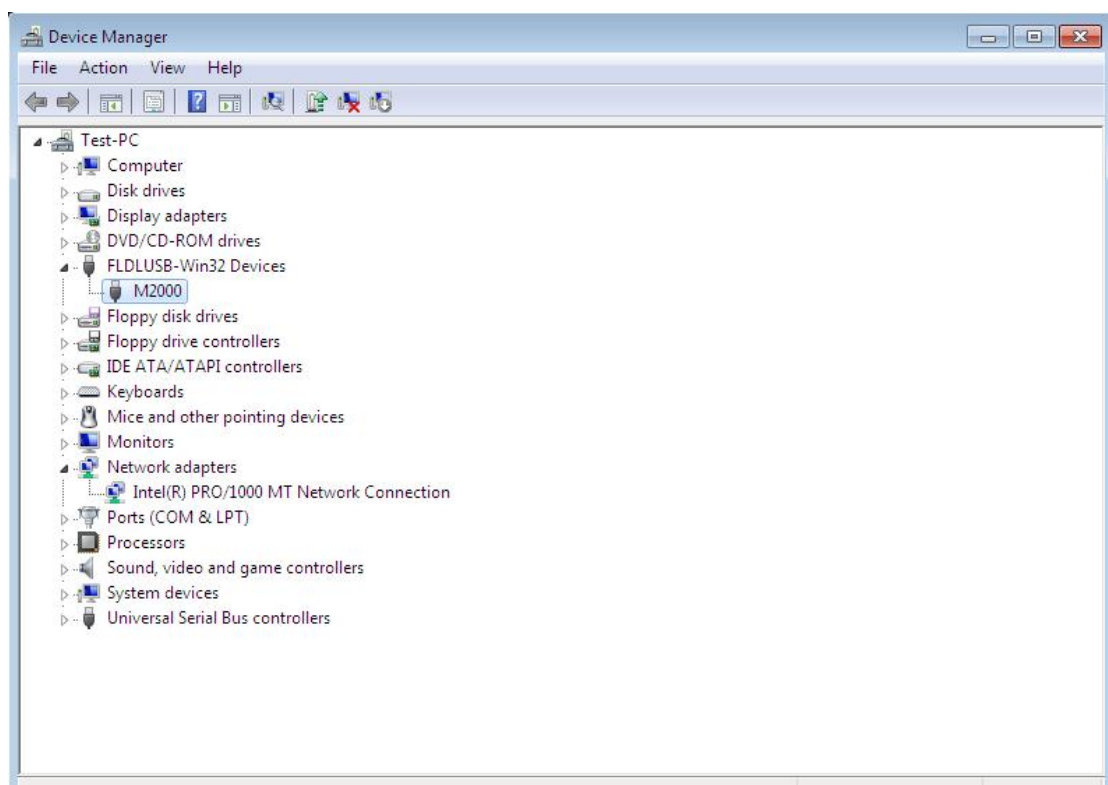 Device Manager
File Action View Help
Test-PC
Computer
Disk drives
Display adapters
DVD/CD-ROM drives
FLDLUSB-Win32 Devices
M2000
Floppy disk drives
Floppy drive controllers
IDE ATA/ATAPI controllers
Keyboards
Mice and other pointing devices
Monitors
Network adapters
Intel(R) PRO/1000 MT Network Connection
Ports (COM & LPT)
Processors
Sound, video and game controllers
System devices
Universal Serial Bus controllers